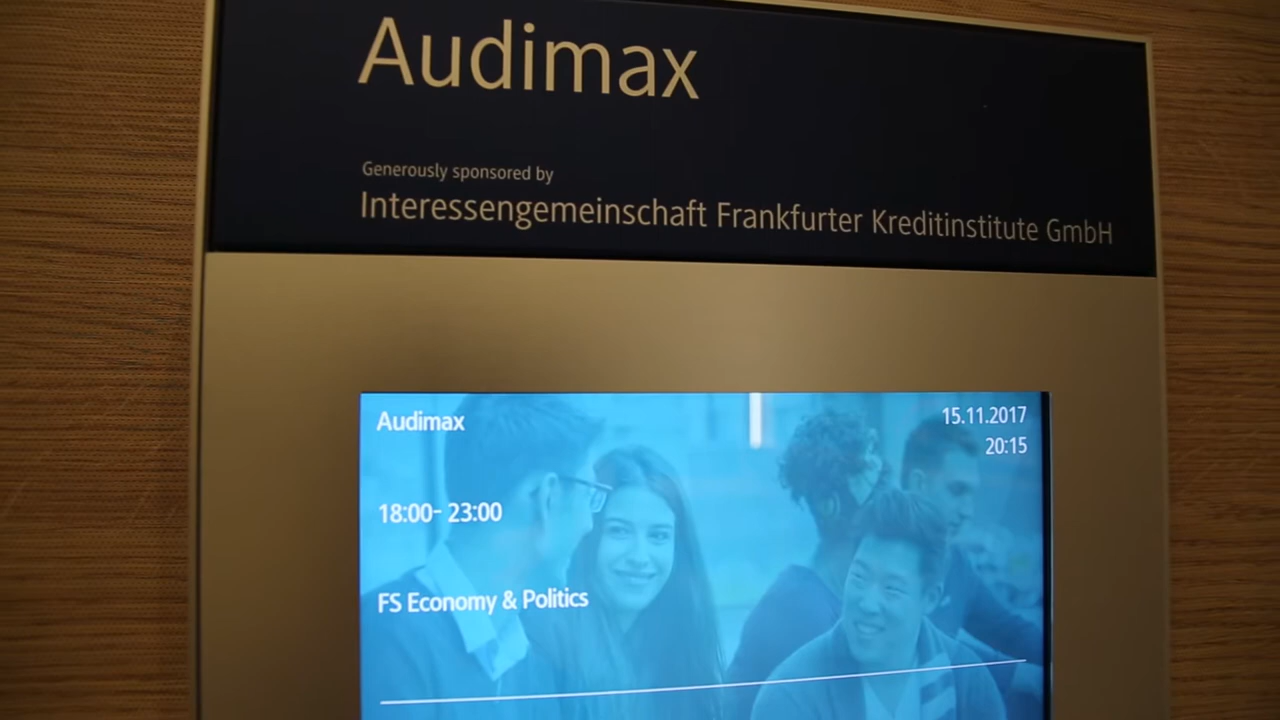 Audimax
Generously sponsored by
Interessengemeinschaft Frankfurter Kreditinstitute GmbH
Audimax
15.11.2017
20:15
18:00- 23:00
FS Economy & Politics